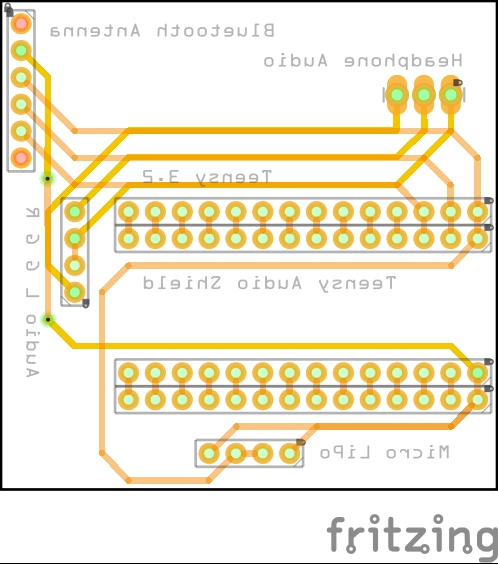 Bluetooth Antenna
Headphone Audio
Teensy 3.2
R G G L
Audio
Teensy Audio Shield
Micro LiPo
fritzing